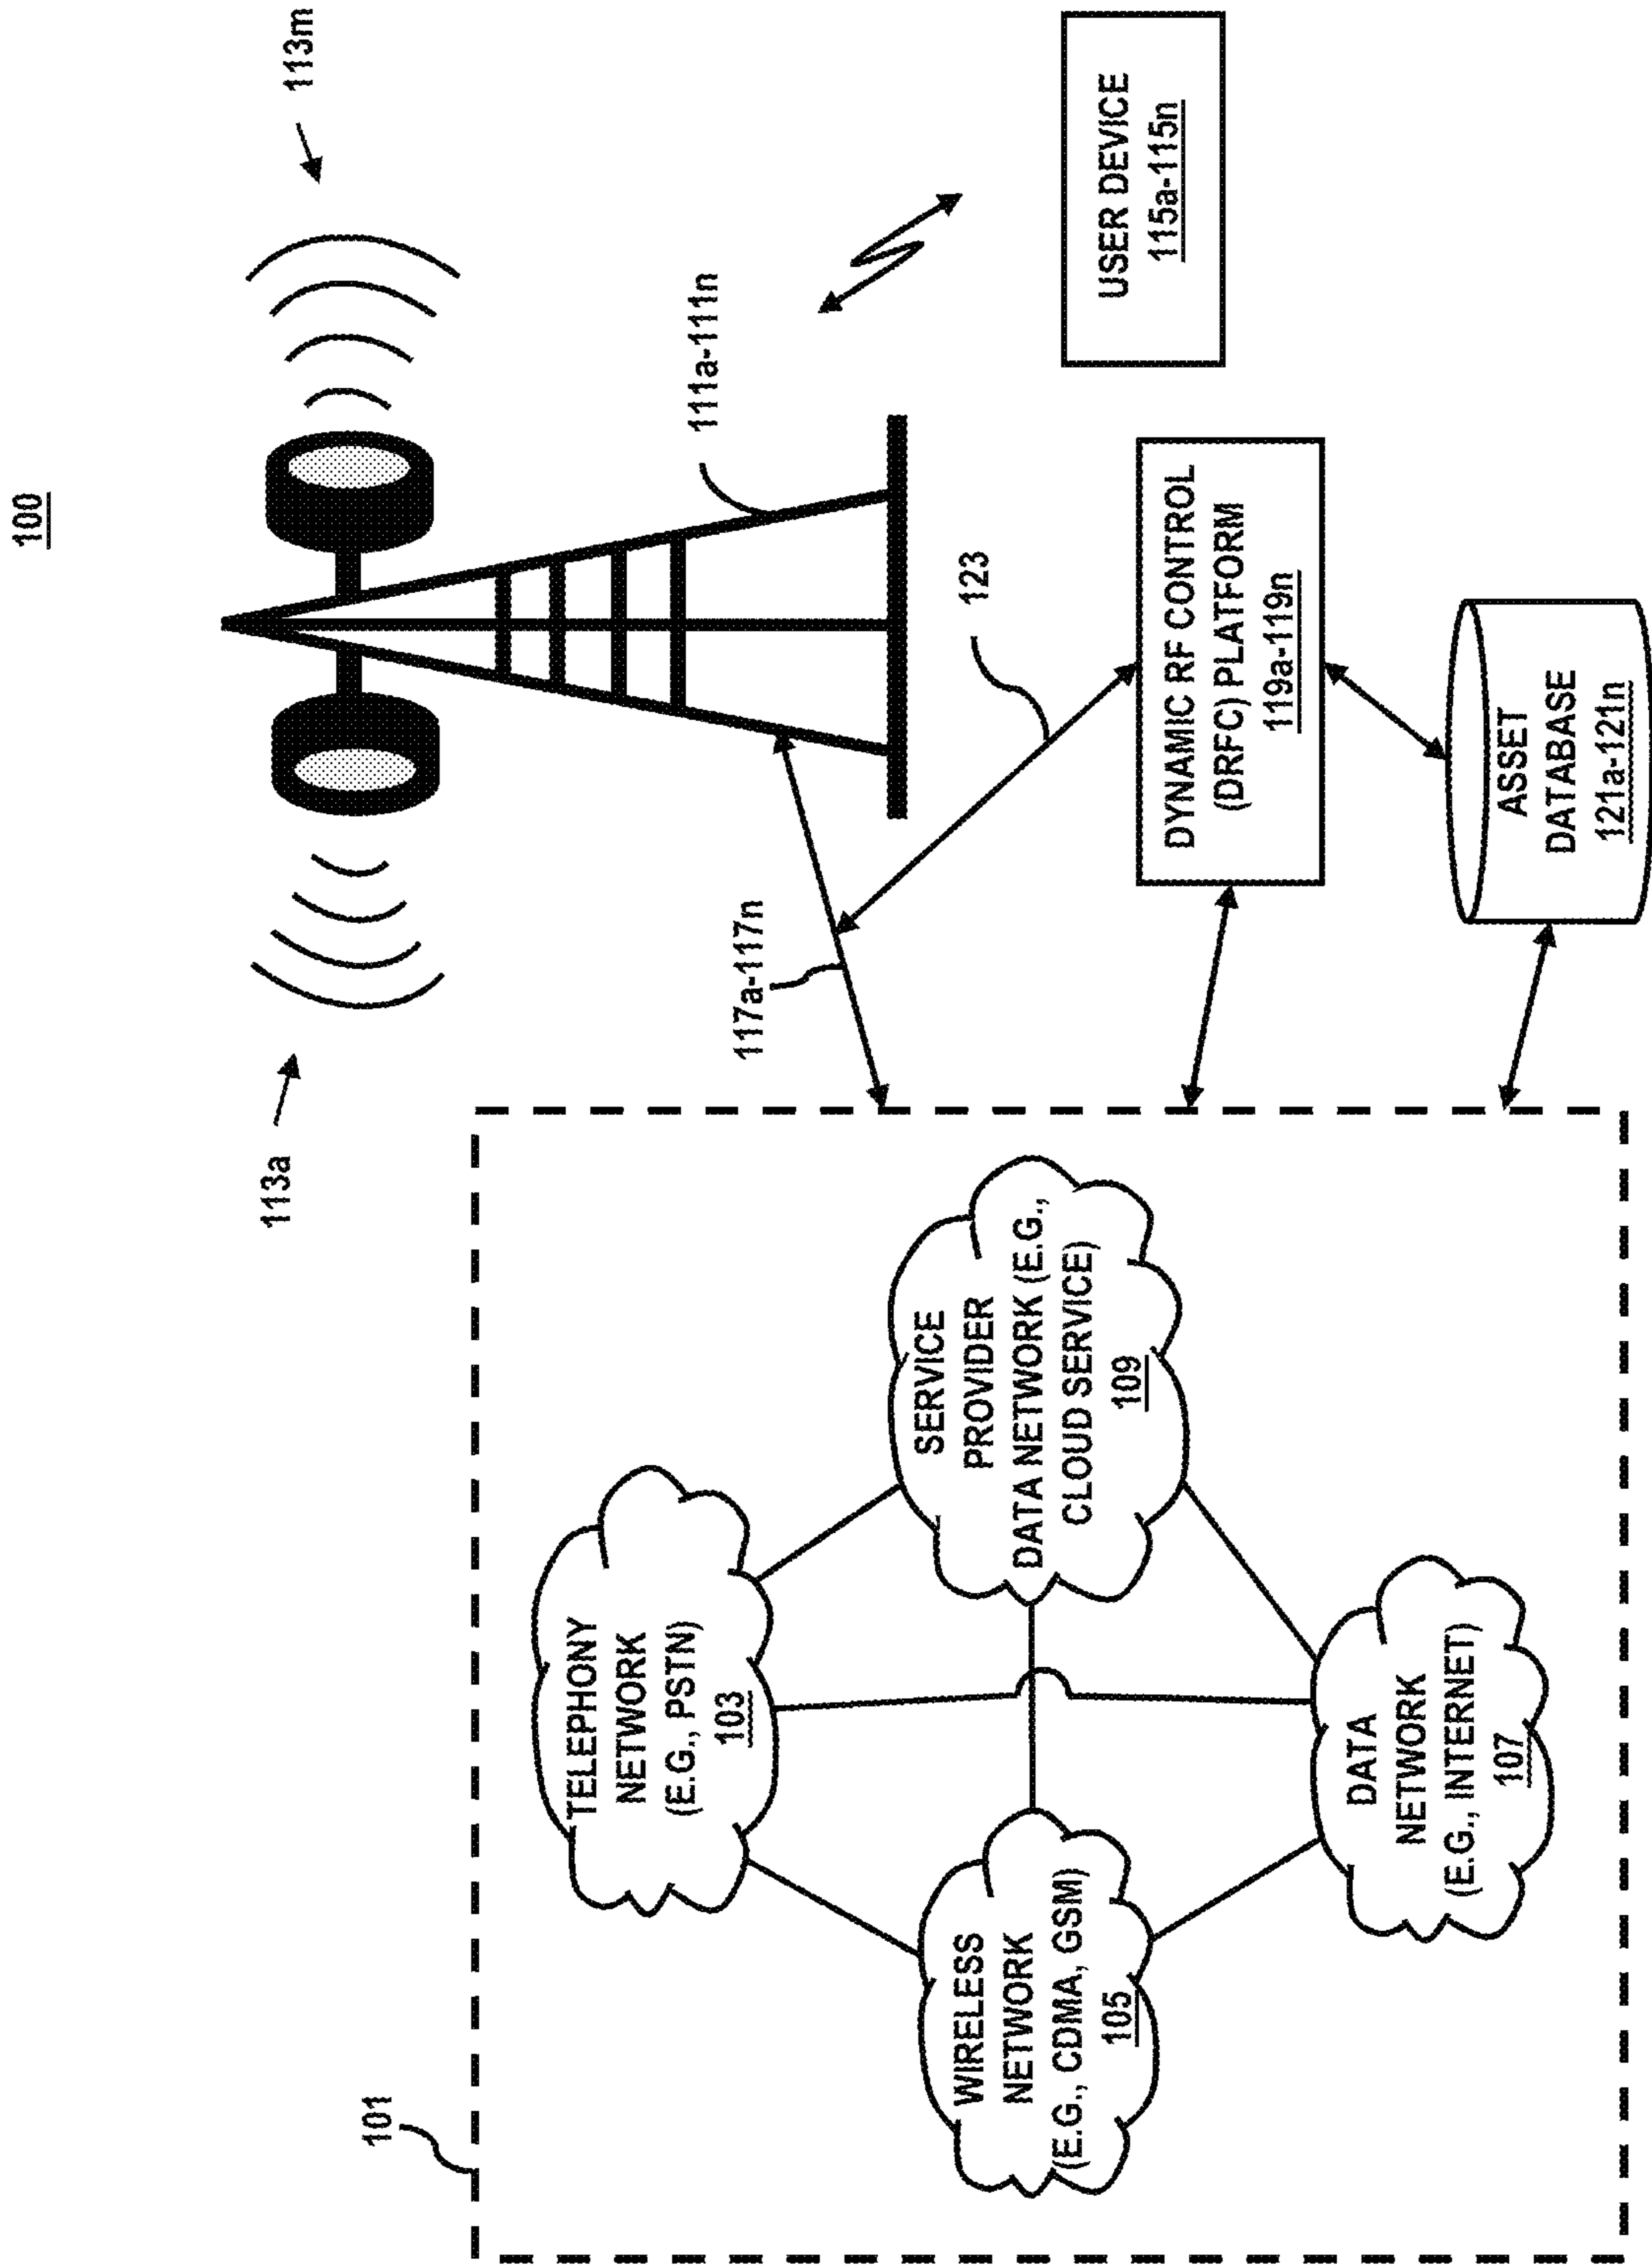 100
113a
113m
111a-111n
117a-117n
123
USER DEVICE
115a-115n
DYNAMIC RF CONTROL
(DRFC) PLATFORM
119a-119n
ASSET
DATABASE
121a-121n
101
TELEPHONY
NETWORK
(E.G., PSTN)
103
SERVICE
PROVIDER
DATA NETWORK (E.G.,
CLOUD SERVICE)
109
WIRELESS
NETWORK
(E.G., CDMA, GSM)
105
DATA
NETWORK
(E.G., INTERNET)
107